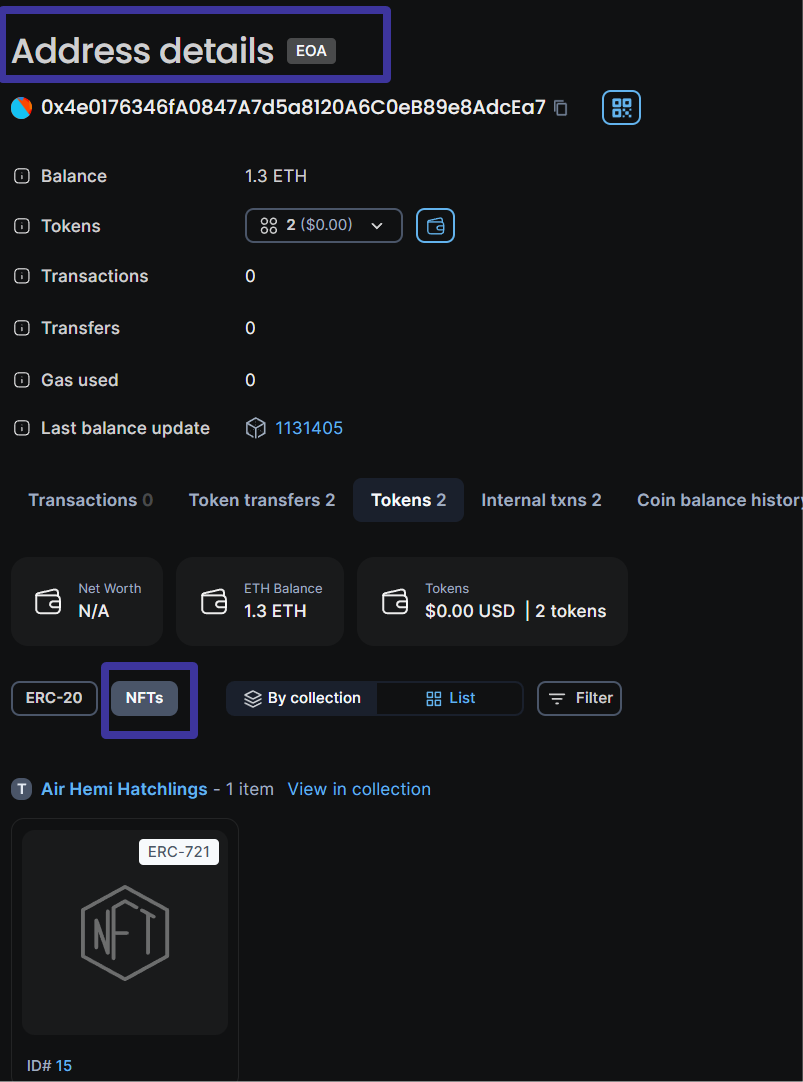 Address details EOA
0x4e0176346fA0847A7d5a8120A6C0eB89e8AdcEa7
Balance 1.3 ETH
Tokens 2 ($0.00)
Transactions 0
Transfers 0
Gas used 0
Last balance update 1131405
Transactions 0 Token transfers 2 Tokens 2 Internal txns 2 Coin balance history
Net Worth ETH Balance Tokens
N/A 1.3 ETH $0.00 USD | 2 tokens
ERC-20 NFTs By collection List Filter
T Air Hemi Hatchlings - 1 item View in collection
ERC-721
NFT
ID# 15